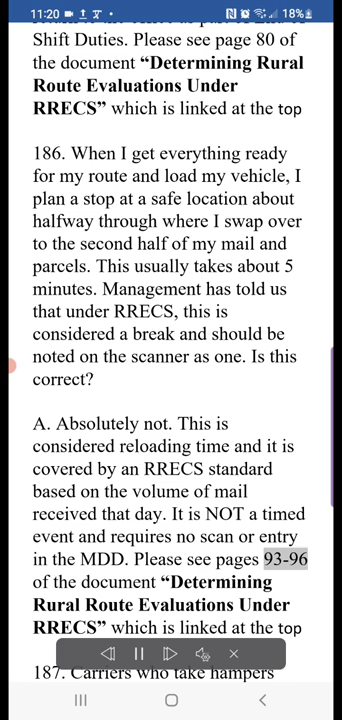 11:20
18%
Shift Duties. Please see page 80 of
the document “Determining Rural
Route Evaluations Under
RRECS” which is linked at the top
186. When I get everything ready
for my route and load my vehicle, I
plan a stop at a safe location about
halfway through where I swap over
to the second half of my mail and
parcels. This usually takes about 5
minutes. Management has told us
that under RRECS, this is
considered a break and should be
noted on the scanner as one. Is this
correct?
A. Absolutely not. This is
considered reloading time and it is
covered by an RRECS standard
based on the volume of mail
received that day. It is NOT a timed
event and requires no scan or entry
in the MDD. Please see pages 93-96
of the document “Determining
Rural Route Evaluations Under
RRECS” which is linked at the top
187. Carriers who take hampers